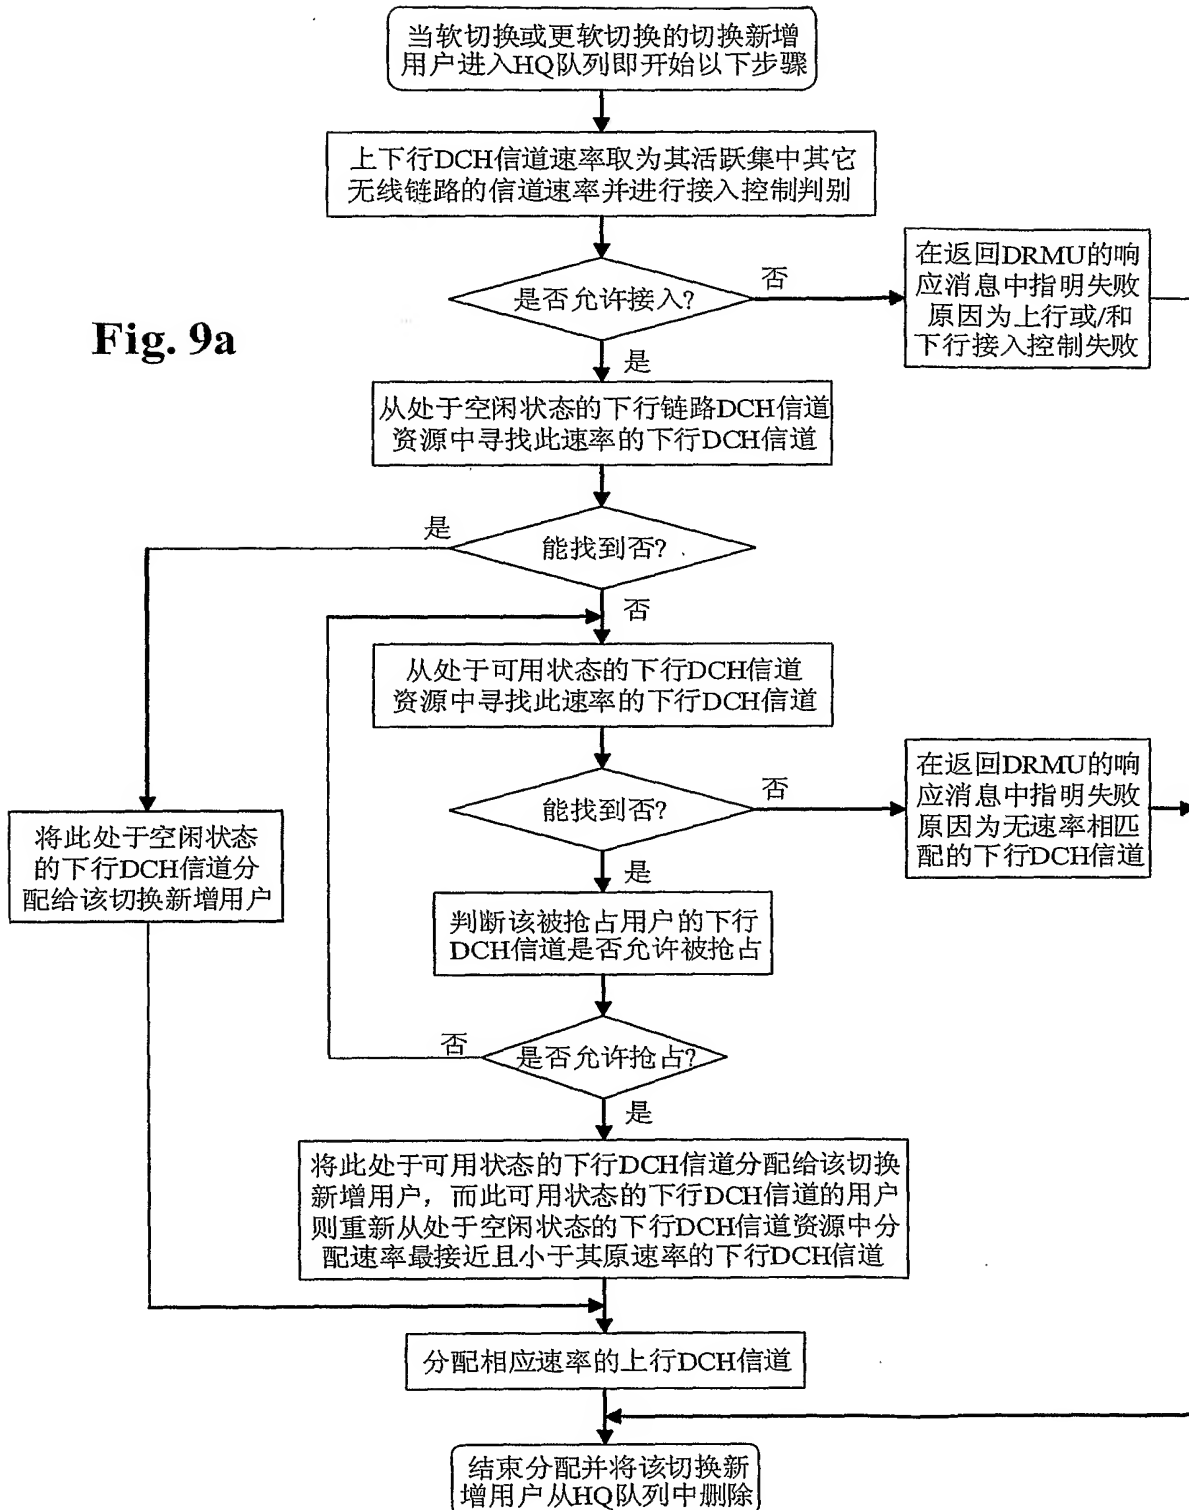 当软切换或更软切换的切换新增
用户进入HQ队列即开始以下步骤
上下行DCH信道速率取为其活跃集中其它
无线链路的信道速率并进行接入控制判别
是否允许接入?
否
在返回DRMU的响
应消息中指明失败
原因为上行或/和
下行接入控制失败
Fig. 9a
是
从处于空闲状态的下行链路DCH信道
资源中寻找此速率的下行DCH信道
是
能找到否?
否
从处于可用状态的下行DCH信道
资源中寻找此速率的下行DCH信道
能找到否?
否
在返回DRMU的响
应消息中指明失败
原因为无速率相匹
配的下行DCH信道
将此处于空闲状态
的下行DCH信道分
配给该切换新增用户
是
判断该被抢占用户的下行
DCH信道是否允许被抢占
否
是否允许抢占?
是
将此处于可用状态的下行DCH信道分配给该切换
新增用户，而此可用状态的下行DCH信道的用户
则重新从处于空闲状态的下行DCH信道资源中分
配速率最接近且小于其原速率的下行DCH信道
分配相应速率的上行DCH信道
结束分配并将该切换新
增用户从HQ队列中删除